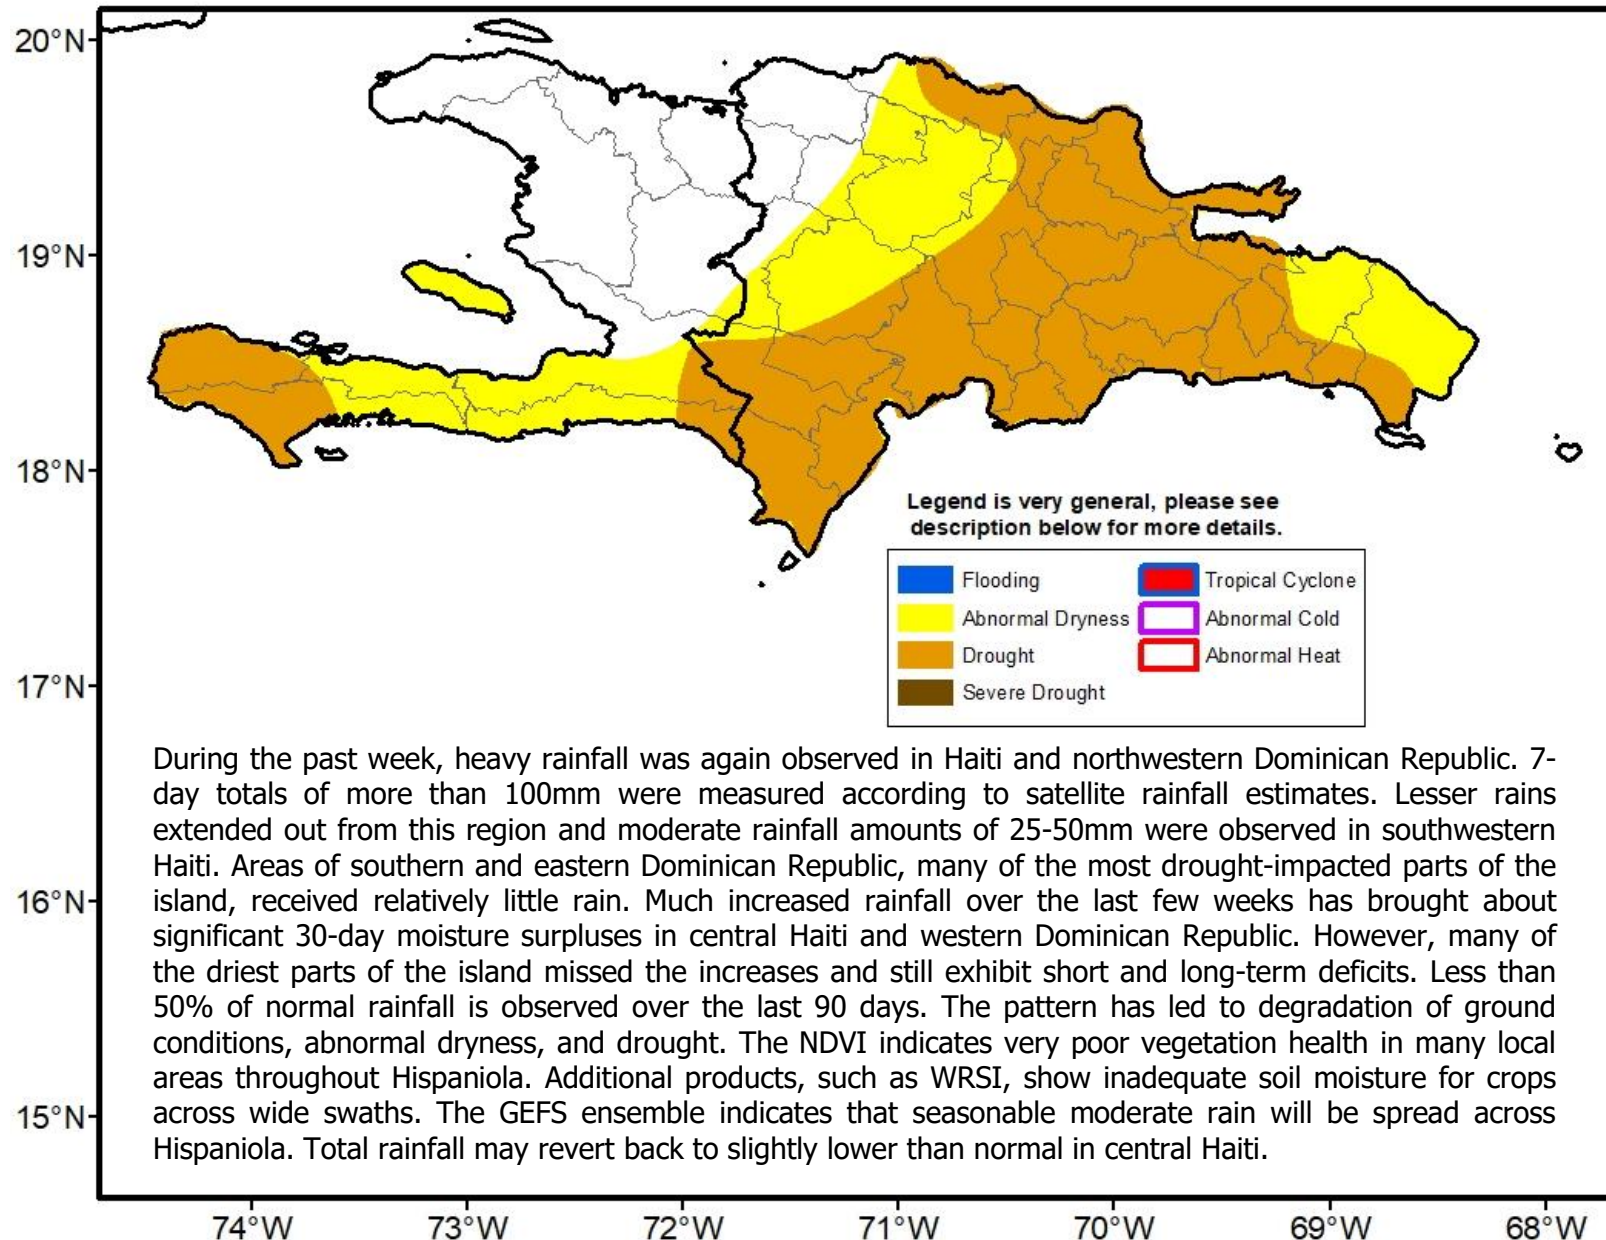 20°N
19°N
18°N
17°N
16°N
15°N
Legend is very general, please see
description below for more details.
Flooding
Tropical Cyclone
Abnormal Dryness
Abnormal Cold
Drought
Abnormal Heat
Severe Drought
During the past week, heavy rainfall was again observed in Haiti and northwestern Dominican Republic. 7-
day totals of more than 100mm were measured according to satellite rainfall estimates. Lesser rains
extended out from this region and moderate rainfall amounts of 25-50mm were observed in southwestern
Haiti. Areas of southern and eastern Dominican Republic, many of the most drought-impacted parts of the
island, received relatively little rain. Much increased rainfall over the last few weeks has brought about
significant 30-day moisture surpluses in central Haiti and western Dominican Republic. However, many of
the driest parts of the island missed the increases and still exhibit short and long-term deficits. Less than
50% of normal rainfall is observed over the last 90 days. The pattern has led to degradation of ground
conditions, abnormal dryness, and drought. The NDVI indicates very poor vegetation health in many local
areas throughout Hispaniola. Additional products, such as WRSI, show inadequate soil moisture for crops
across wide swaths. The GEFS ensemble indicates that seasonable moderate rain will be spread across
Hispaniola. Total rainfall may revert back to slightly lower than normal in central Haiti.
74°W
73°W
72°W
71°W
70°W
69°W
68°W